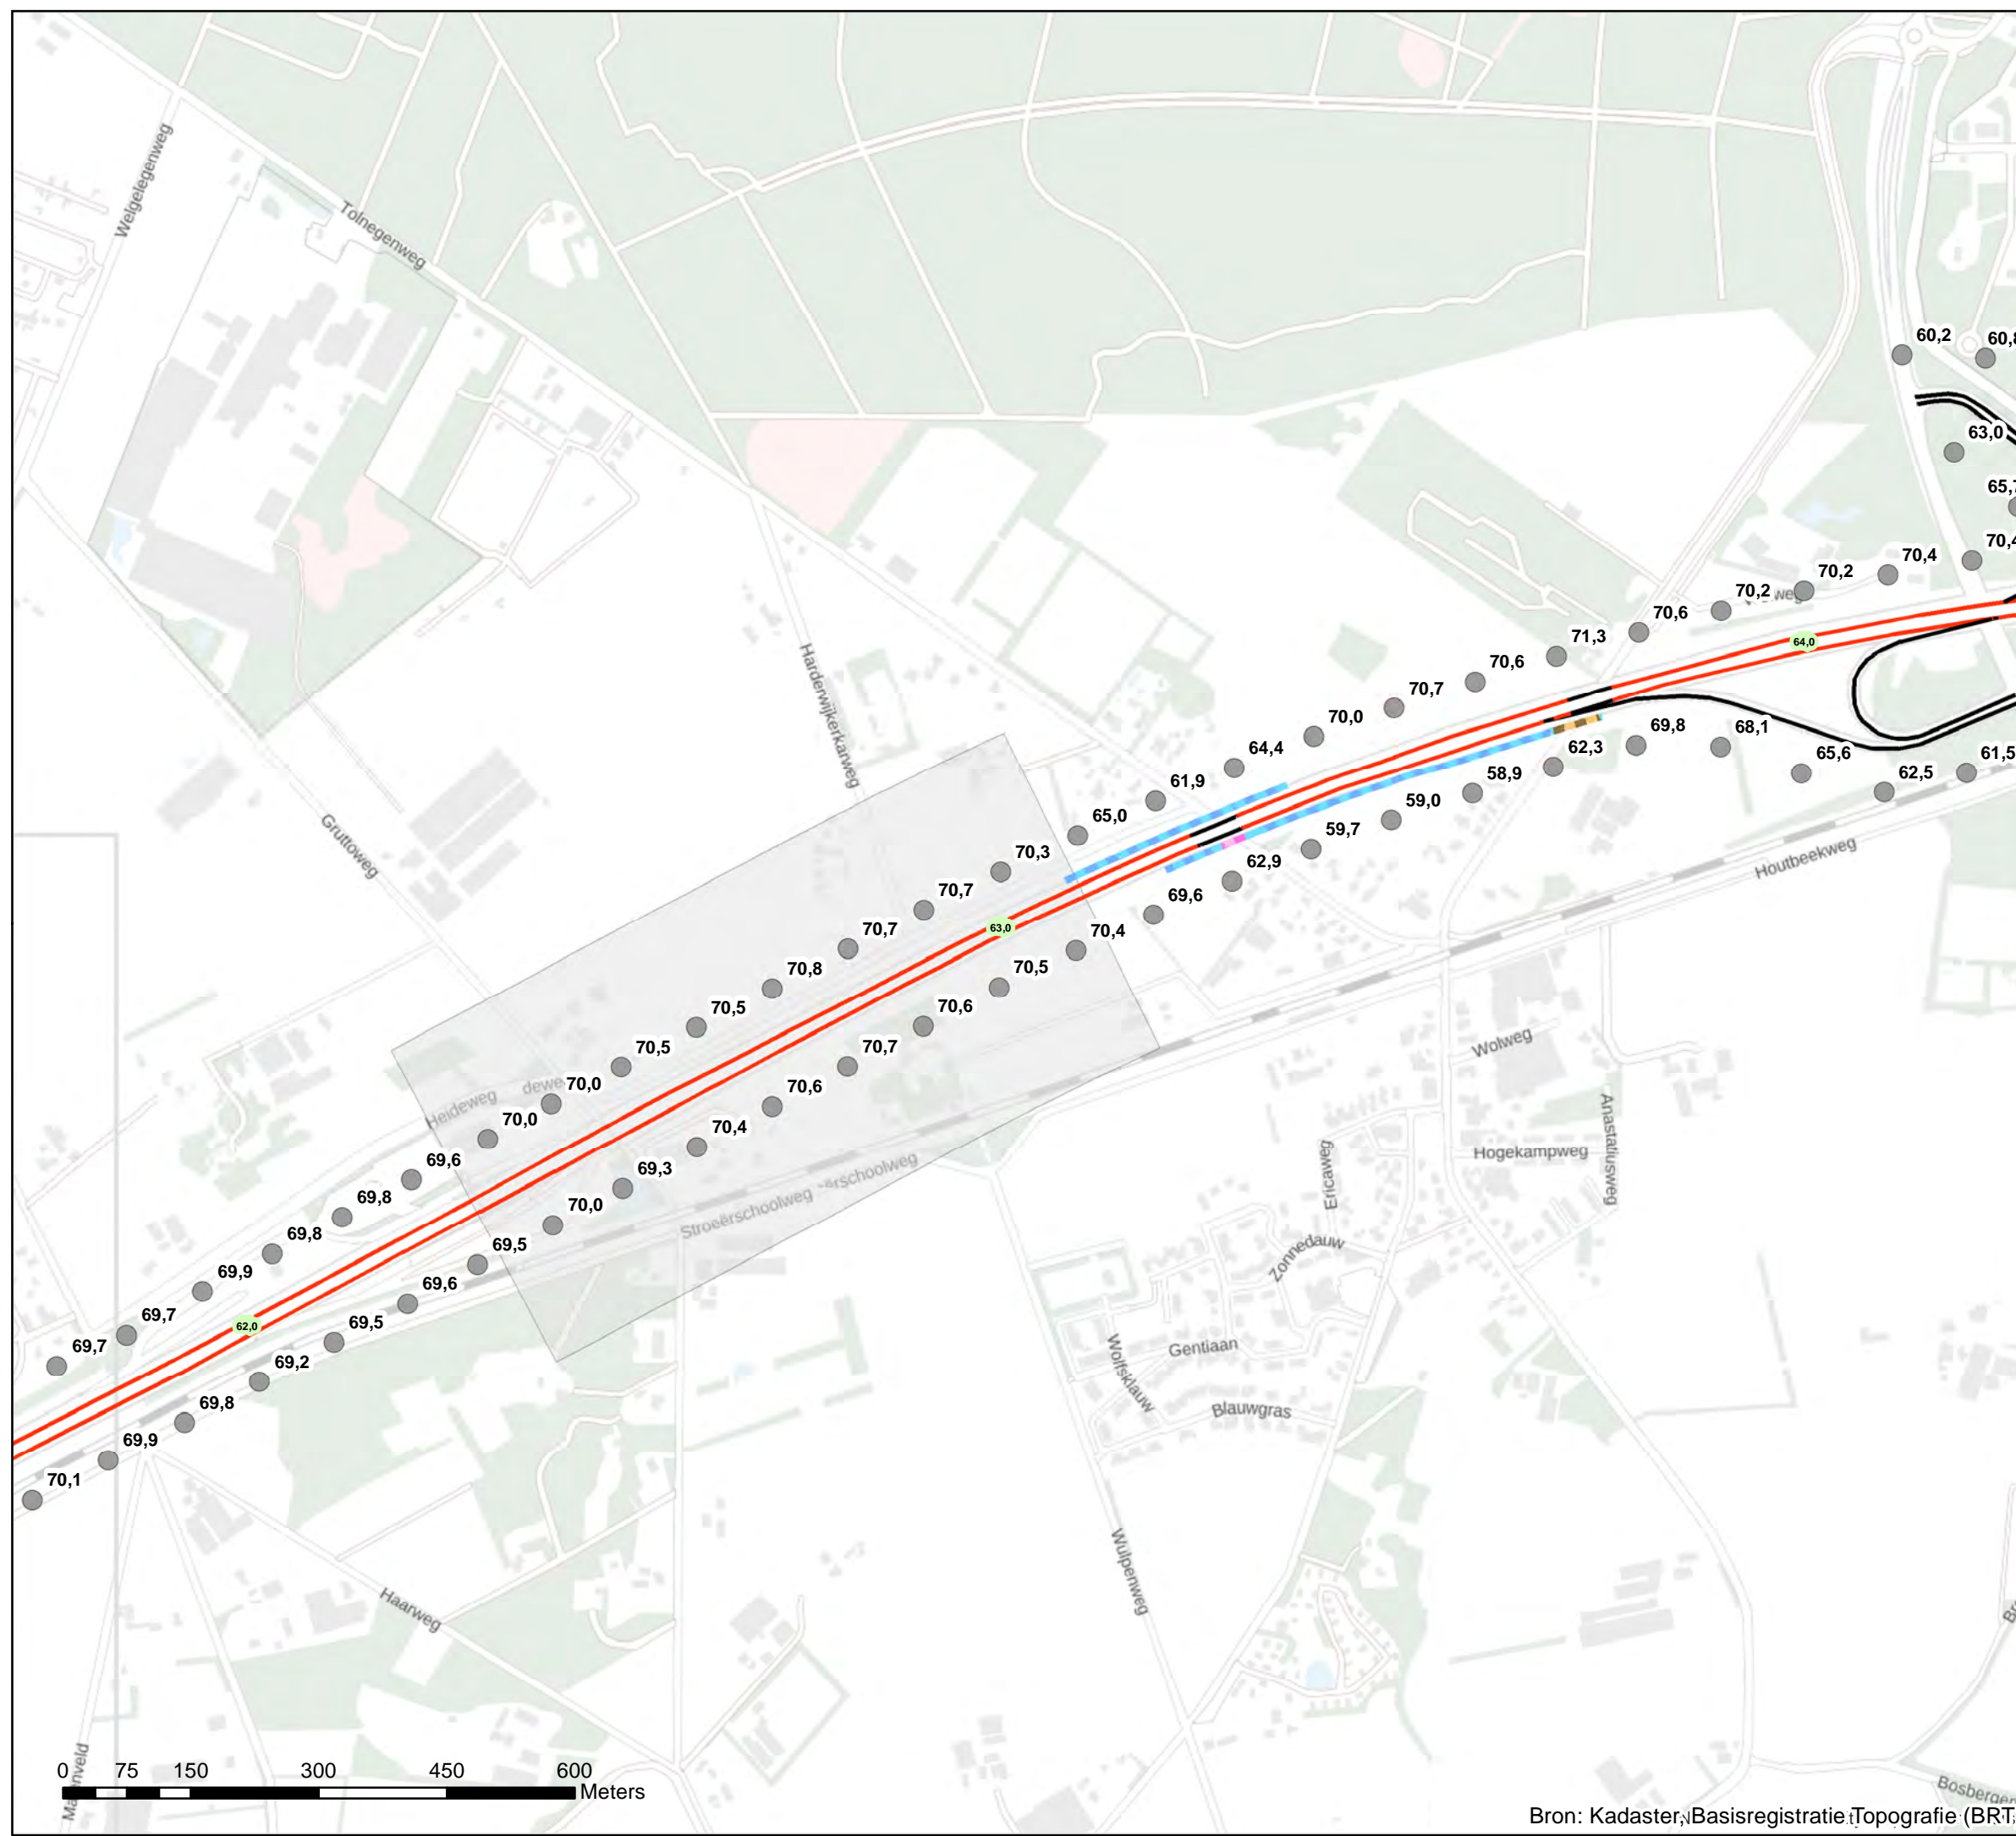 Welgelegenweg
Tolnegenweg
60,2
60,8
63,0
65,7
Harderwijkerkarweg
70,4
70,4
70,2
70,2
70,6
71,3
70,6
70,7
70,0
64,4
61,9
65,0
70,3
70,7
70,7
70,8
70,5
70,5
70,0
70,0
69,6
69,8
69,8
69,9
69,7
69,7
64,0
63,0
62,0
69,8
68,1
65,6
62,5
61,5
62,3
58,9
59,0
59,7
62,9
69,6
70,4
70,5
70,6
70,7
70,6
70,4
69,3
70,0
69,5
69,6
69,5
69,2
69,8
69,9
70,1
Gruttoweg
Houtbeekweg
Heideweg
Stroeërschoolweg
Wolweg
Hogekampweg
Anastatiusweg
Ericaweg
Zonnedauw
Gentiaan
Wolfsklauw
Blauwgras
Wulpenweg
Haarweg
0 75 150 300 450 600
Meters
Bron: Kadaster, Basisregistratie Topografie (BRT